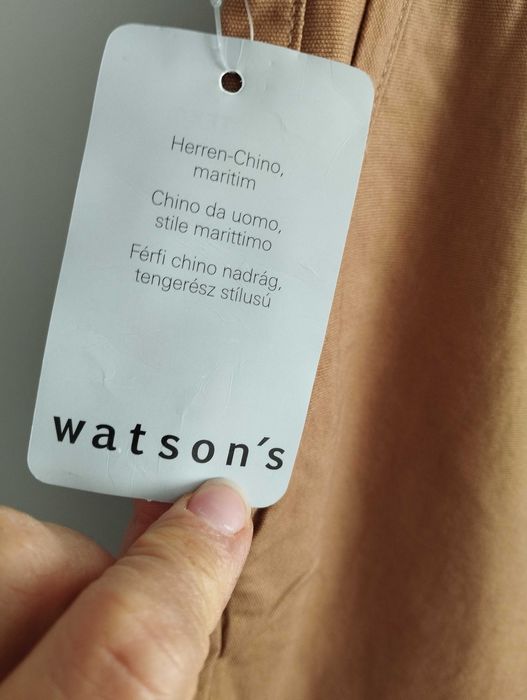 Herren-Chino,
maritim
Chino da uomo,
stile marittimo
Férfi chino nadrág,
tengerész stílusú
watson's